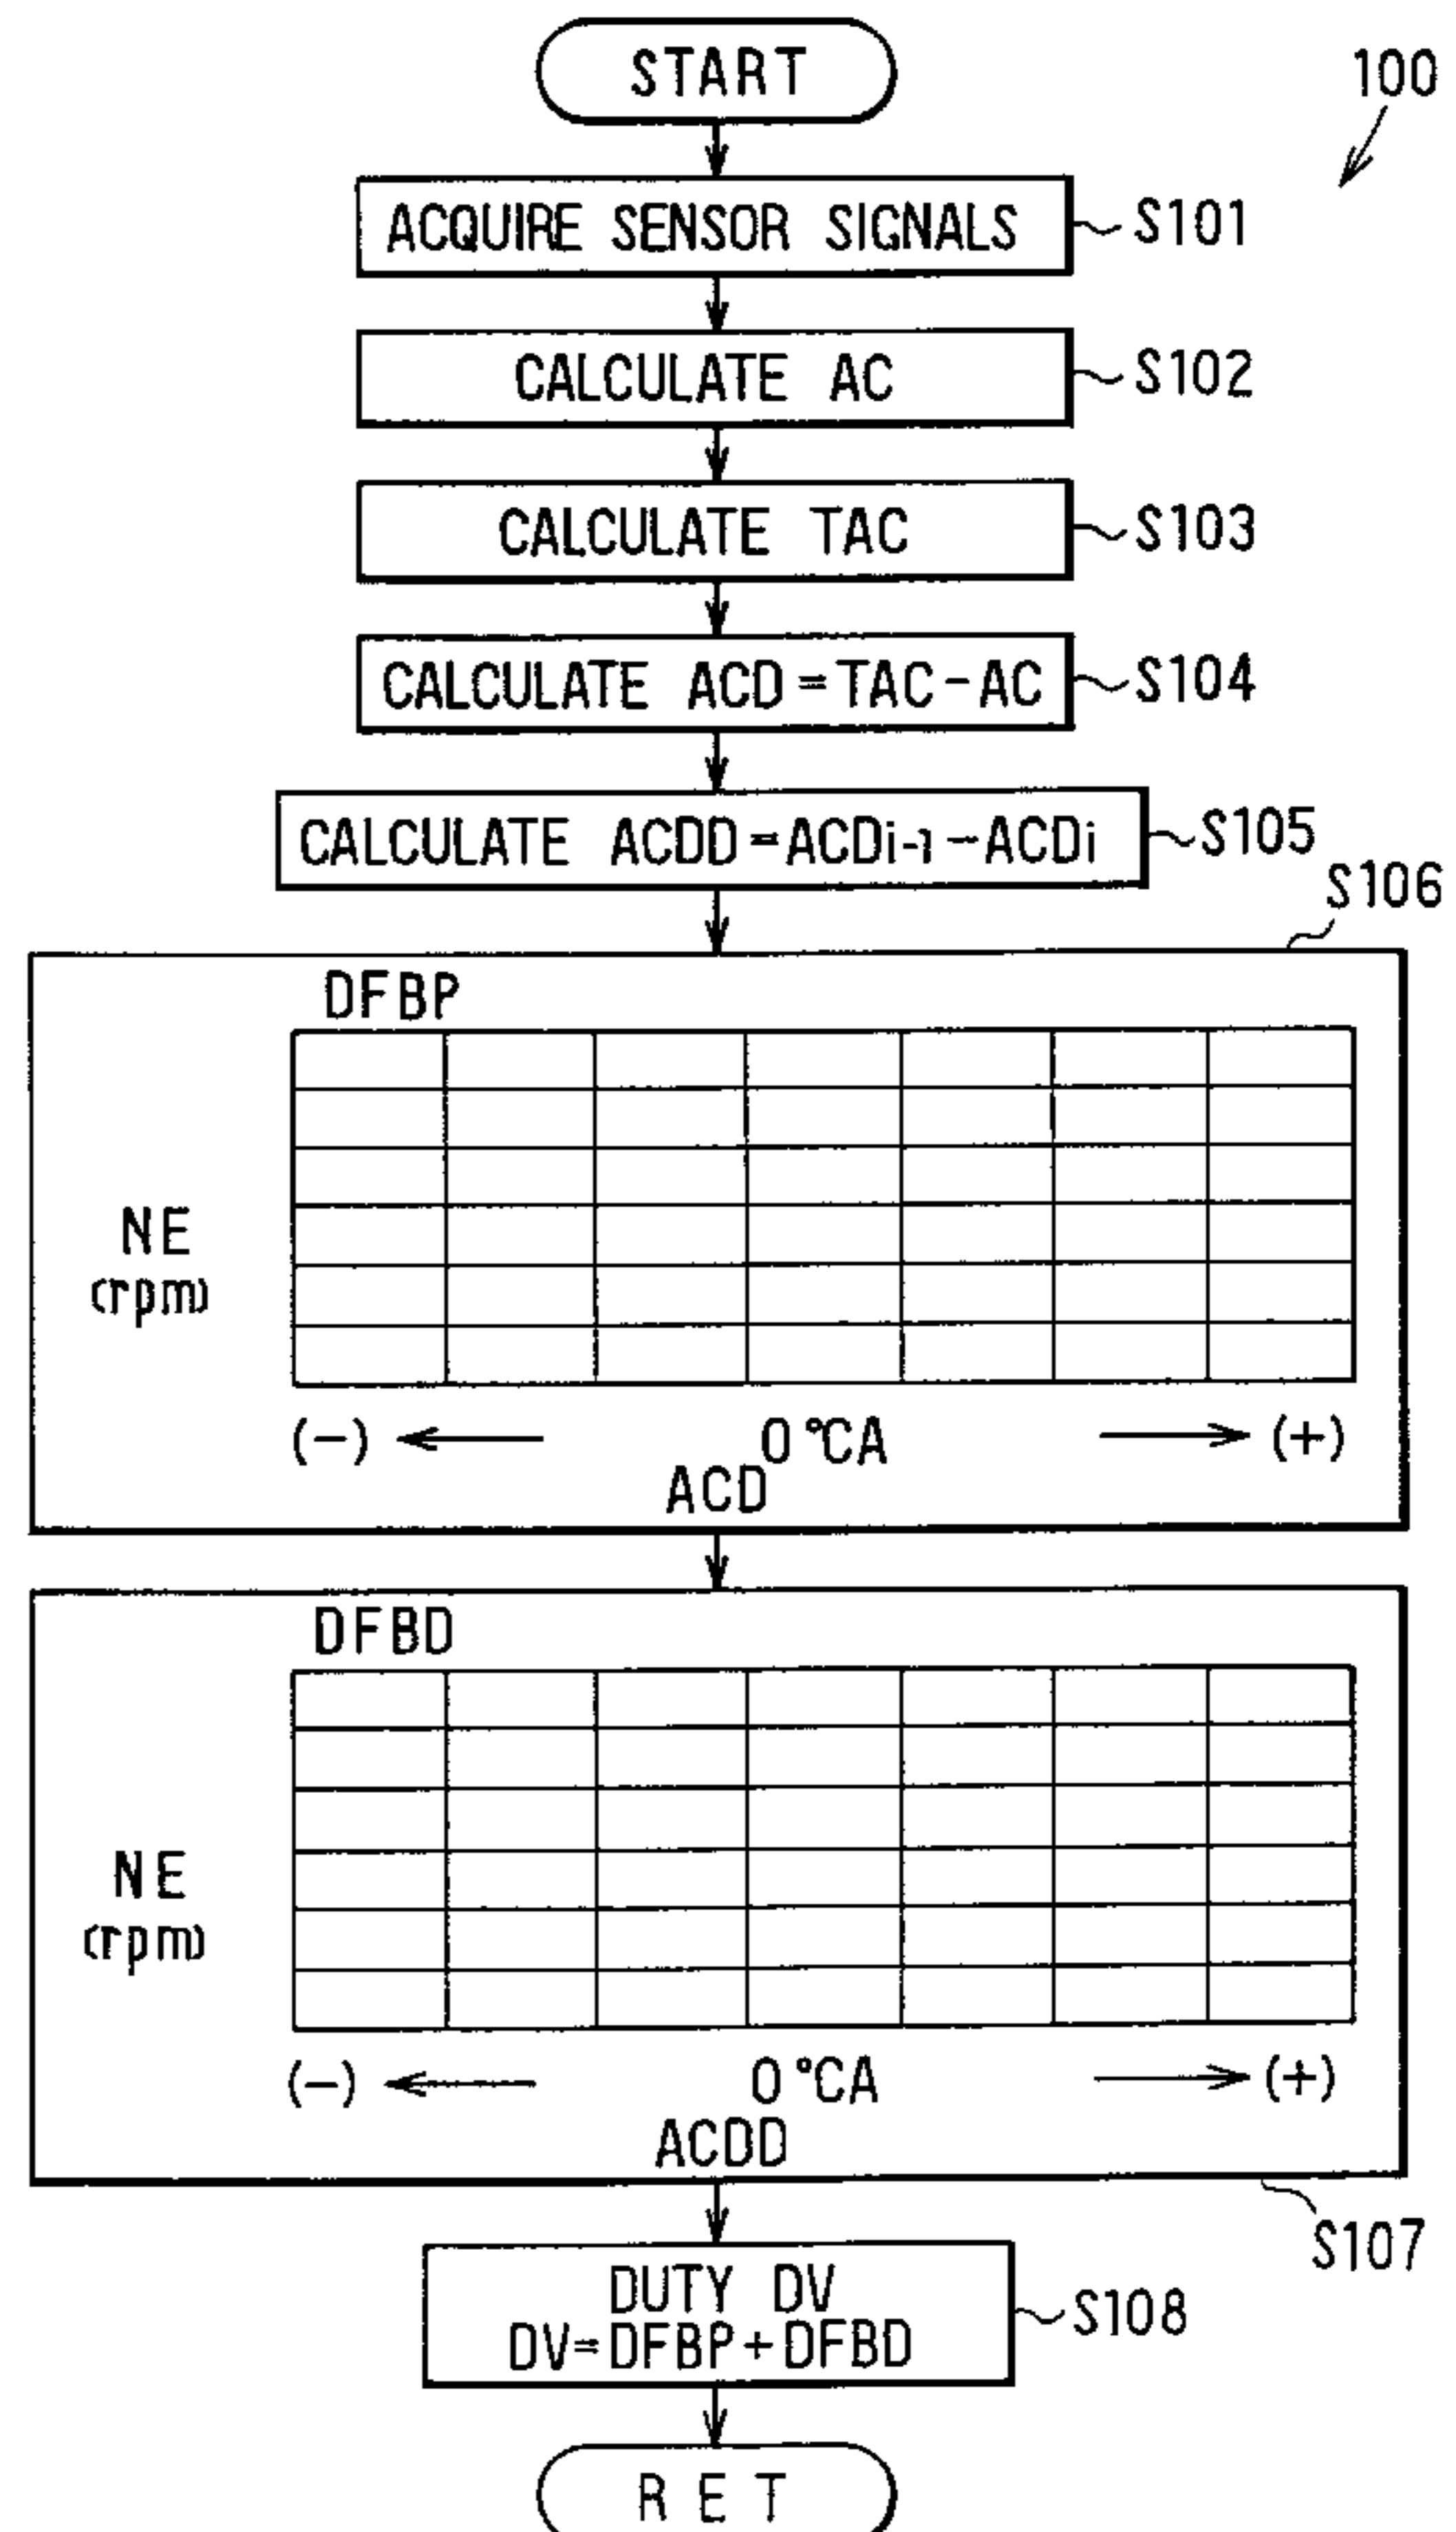 START
100
ACQUIRE SENSOR SIGNALS
S101
CALCULATE AC
S102
CALCULATE TAC
S103
CALCULATE ACD=TAC-AC
S104
CALCULATE ACDD=ACDi-1-ACDi
S105
S106
DFBP
NE
(rpm)
(-) 0°CA (+)
ACD
DFBD
NE
(rpm)
(-) 0°CA (+)
ACDD
S107
DUTY DV
DV=DFBP+DFBD
S108
RET